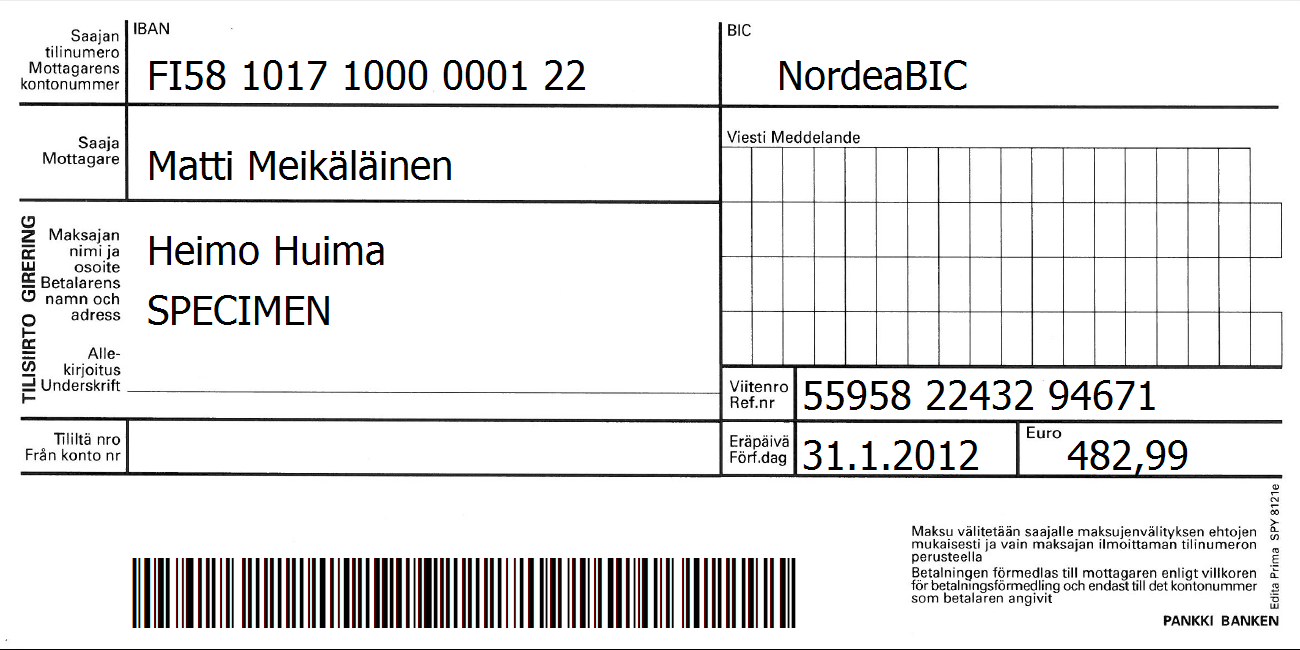 Saajan
tilinumero
Mottagarens
kontonummer
IBAN
FI58 1017 1000 0001 22
BIC
NordeaBIC
Saaja
Mottagare
Matti Meikäläinen
Viesti Meddelande
TILISIIRTO GIRERING
Maksajan
nimi ja
osoite
Betalarens
namn och
adress
Heimo Huima
SPECIMEN
Alle-
kirjoitus
Underskrift
Viitenro
Ref.nr
55958 22432 94671
Tililtä nro
Från konto nr
Eräpäivä
Förf.dag
31.1.2012
Euro
482,99
Maksu välitetään saajalle maksujenvälityksen ehtojen
mukaisesti ja vain maksajan ilmoittaman tilinumeron
perusteella
Betalningen förmedlas till mottagaren enligt villkoren
för betalningsförmedling och endast till det kontonummer
som betalaren angivit
PANKKI BANKEN
Edita Prima SPY 8121e